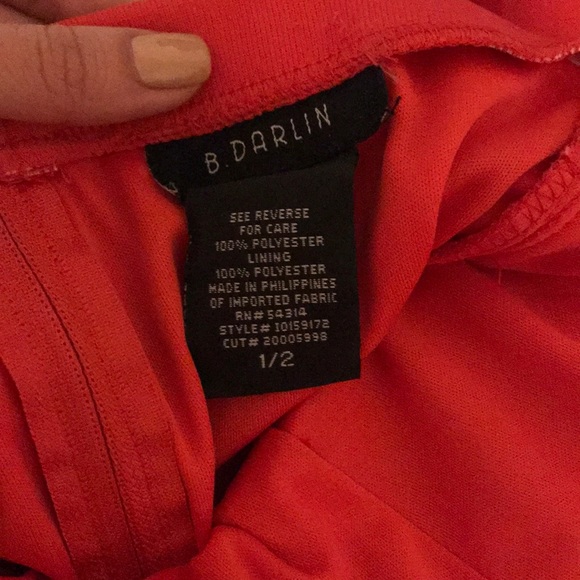 B.DARLIN
SEE REVERSE
FOR CARE
100% POLYESTER
LINING
100% POLYESTER
MADE IN PHILIPPINES
OF IMPORTED FABRIC
RN# 54314
STYLE# I0159172
CUT# 20005998
1/2